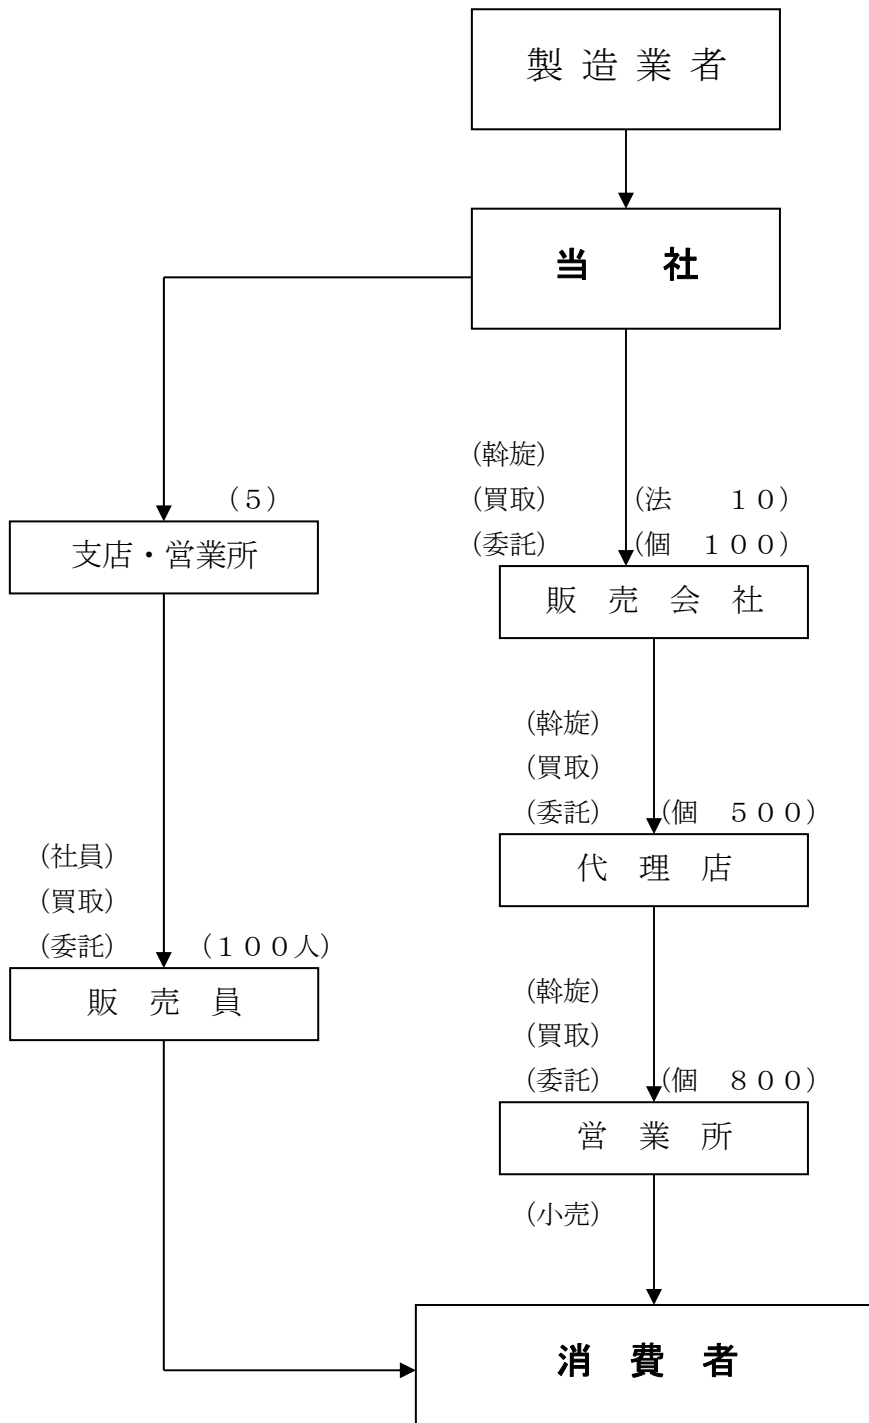 製造業者
当　　社
(斡旋)
(買取)　(法　　１０)
(委託)　(個　１００)
（５）
支店・営業所
販　売　会　社
(斡旋)
(買取)
(委託)　(個　５００)
代　理　店
(社員)
(買取)
(委託)　（１００人）
販　売　員
(斡旋)
(買取)
(委託)　(個　８００)
営　業　所
(小売)
消　費　者